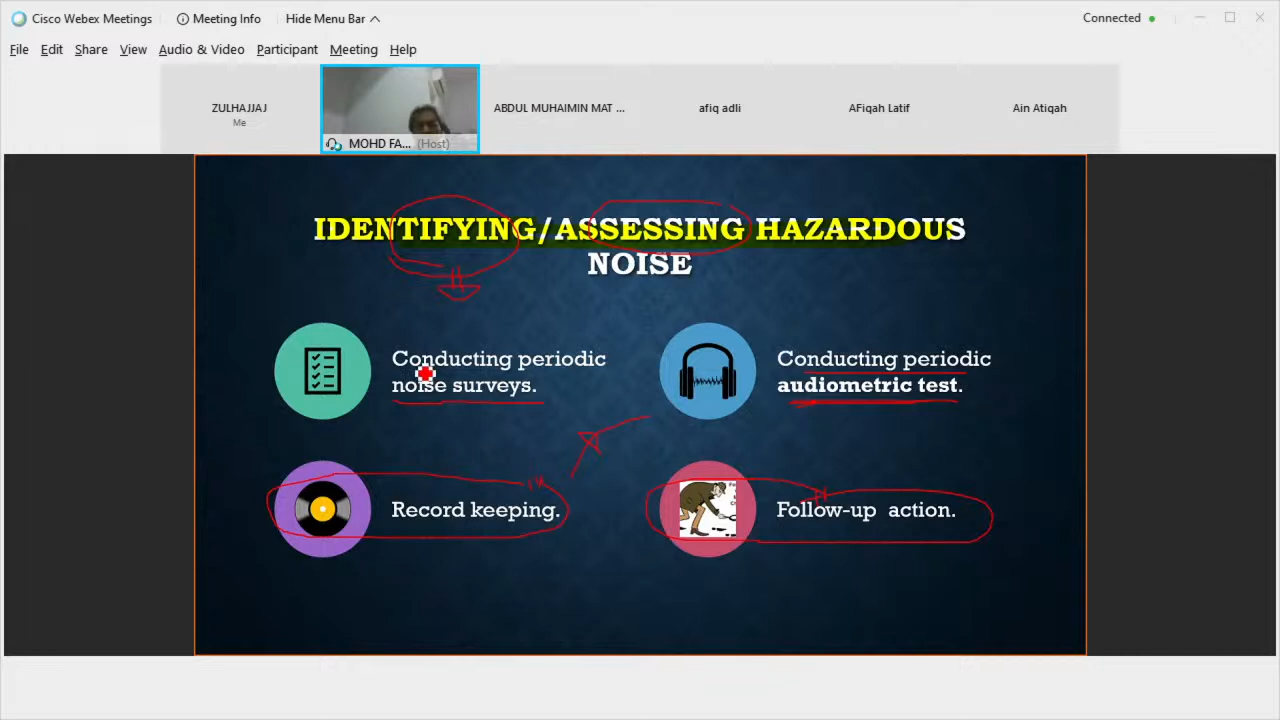 Cisco Webex Meetings
Meeting Info
Hide Menu Bar
Connected
File Edit Share View Audio & Video Participant Meeting Help
ZULHAJJAJ
Me
MOHD FA... (Host)
ABDUL MUHAIMIN MAT ...
afiq adli
AFiqah Latif
Ain Atiqah
IDENTIFYING/ASSESSING HAZARDOUS
NOISE
Conducting periodic
noise surveys.
Conducting periodic
audiometric test.
Record keeping.
Follow-up action.